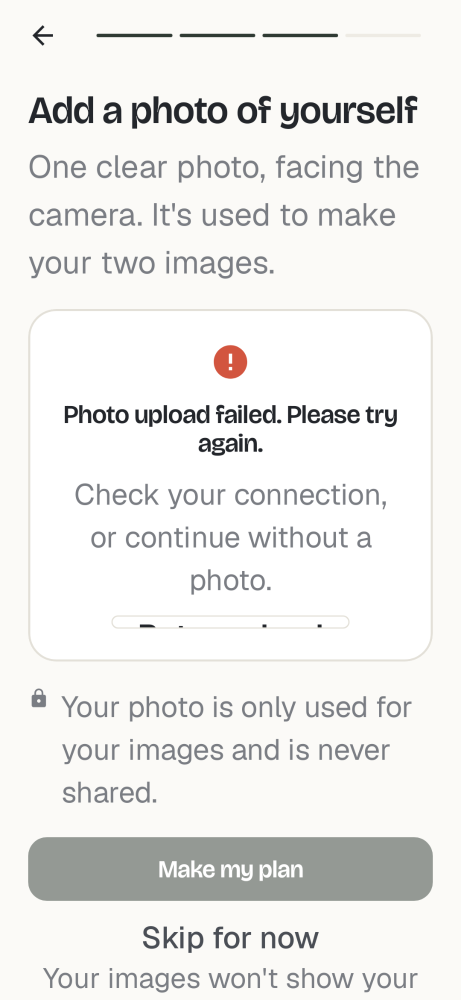 Add a photo of yourself
One clear photo, facing the
camera. It's used to make
your two images.
Photo upload failed. Please try
again.
Check your connection,
or continue without a
photo.
Your photo is only used for
your images and is never
shared.
Make my plan
Skip for now
Your images won't show your